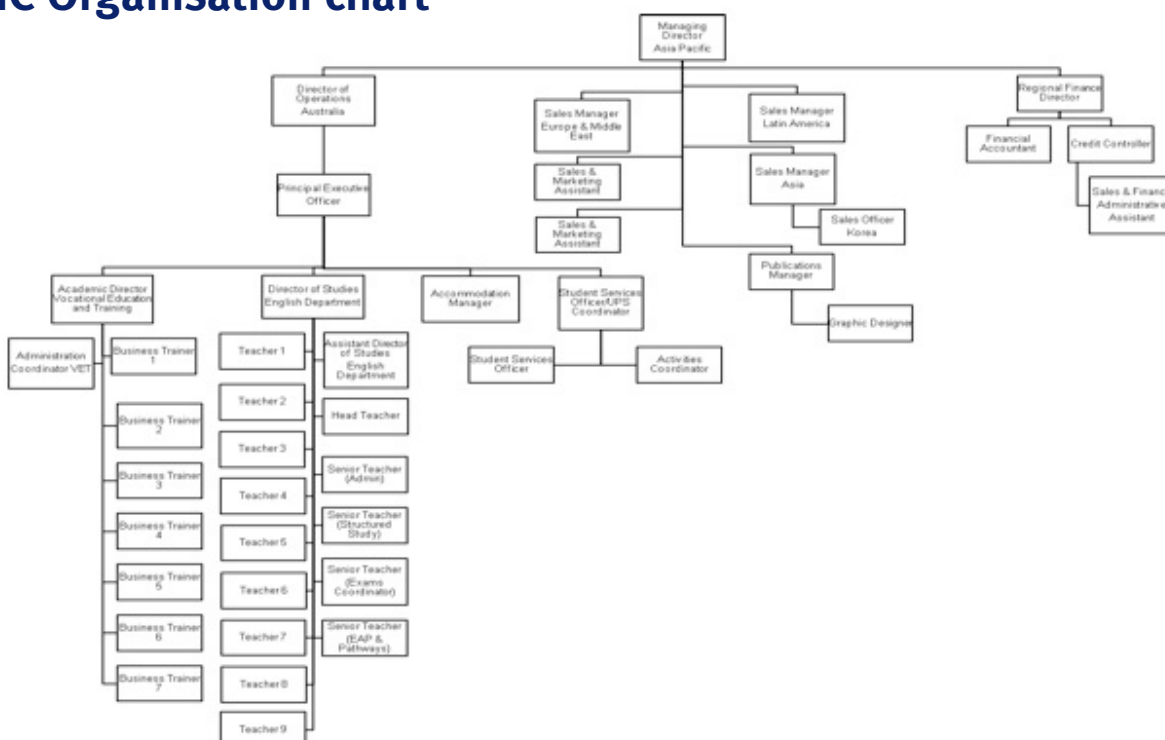 Organisation chart
Managing
Director
Asia Pacific
Director of
Operations
Australia
Sales Manager
Europe & Middle
East
Sales Manager
Latin America
Regional Finance
Director
Financial
Accountant
Credit Controller
Sales &
Marketing
Assistant
Sales Manager
Asia
Principal Executive
Officer
Sales & Financ
Administrative
Assistant
Sales &
Marketing
Assistant
Sales Officer
Korea
Publications
Manager
Graphic Designer
Academic Director
Vocational Education
and Training
Director of Studies
English Department
Accommodation
Manager
Student Services
Officer/UPS
Coordinator
Student Services
Officer
Activities
Coordinator
Administration
Coordinator VET
Business Trainer
1
Business Trainer
2
Business Trainer
3
Business Trainer
4
Business Trainer
5
Business Trainer
6
Business Trainer
7
Teacher 1
Teacher 2
Teacher 3
Teacher 4
Teacher 5
Teacher 6
Teacher 7
Teacher 8
Teacher 9
Assistant Director
of Studies
English
Department
Head Teacher
Senior Teacher
(Admin)
Senior Teacher
(Structured
Study)
Senior Teacher
(Exams
Coordinator)
Senior Teacher
(EAP &
Pathways)